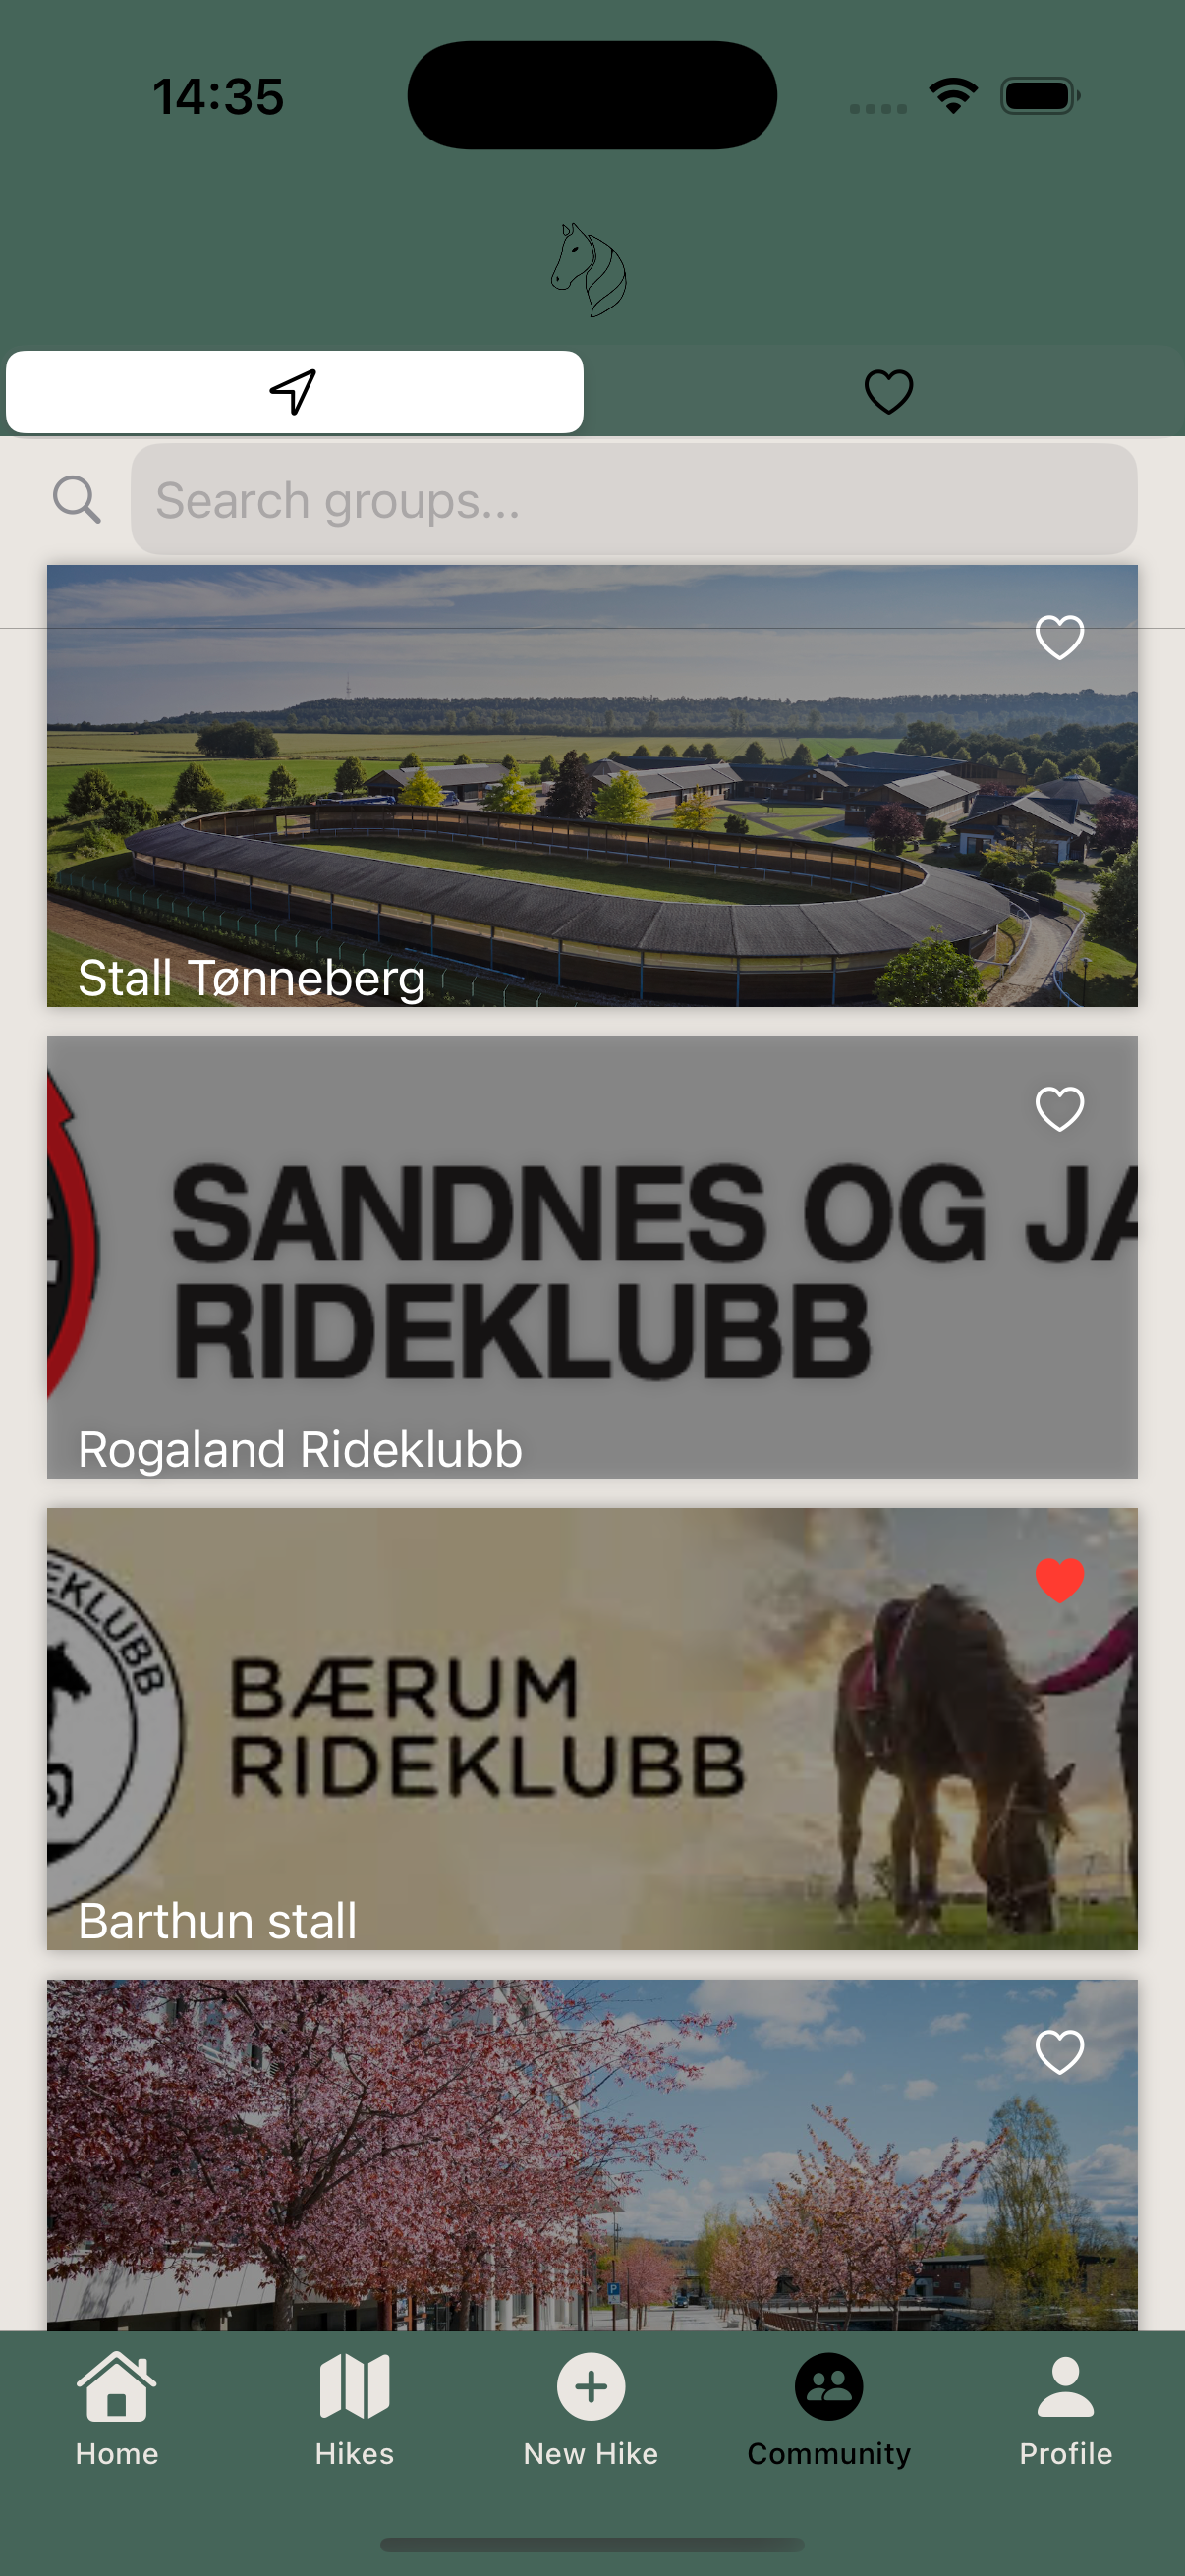 14:35
Search groups...
Stall Tønneberg
SANDNES OG JA
RIDEKLUBB
Rogaland Rideklubb
EKLUBB
BÆRUM
RIDEKLUBB
Barthun stall
P
Home Hikes New Hike Community Profile